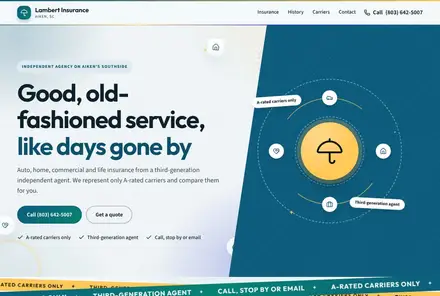 Lambert Insurance
AIKEN, SC
Insurance
History
Carriers
Contact
Call (803) 642-5007
INDEPENDENT AGENCY ON AIKEN'S SOUTHSIDE
Good, old-
fashioned service,
like days gone by
Auto, home, commercial and life insurance from a third-generation
independent agent. We represent only A-rated carriers and compare them
for you.
Call (803) 642-5007
Get a quote
A-rated carriers only
Third-generation agent
Call, stop by or email
A-rated carriers only
Third-generation agent
RATED CARRIERS ONLY
THIRD-GENERATION AGENT
CALL, STOP BY OR EMAIL
A-RATED CARRIERS ONLY